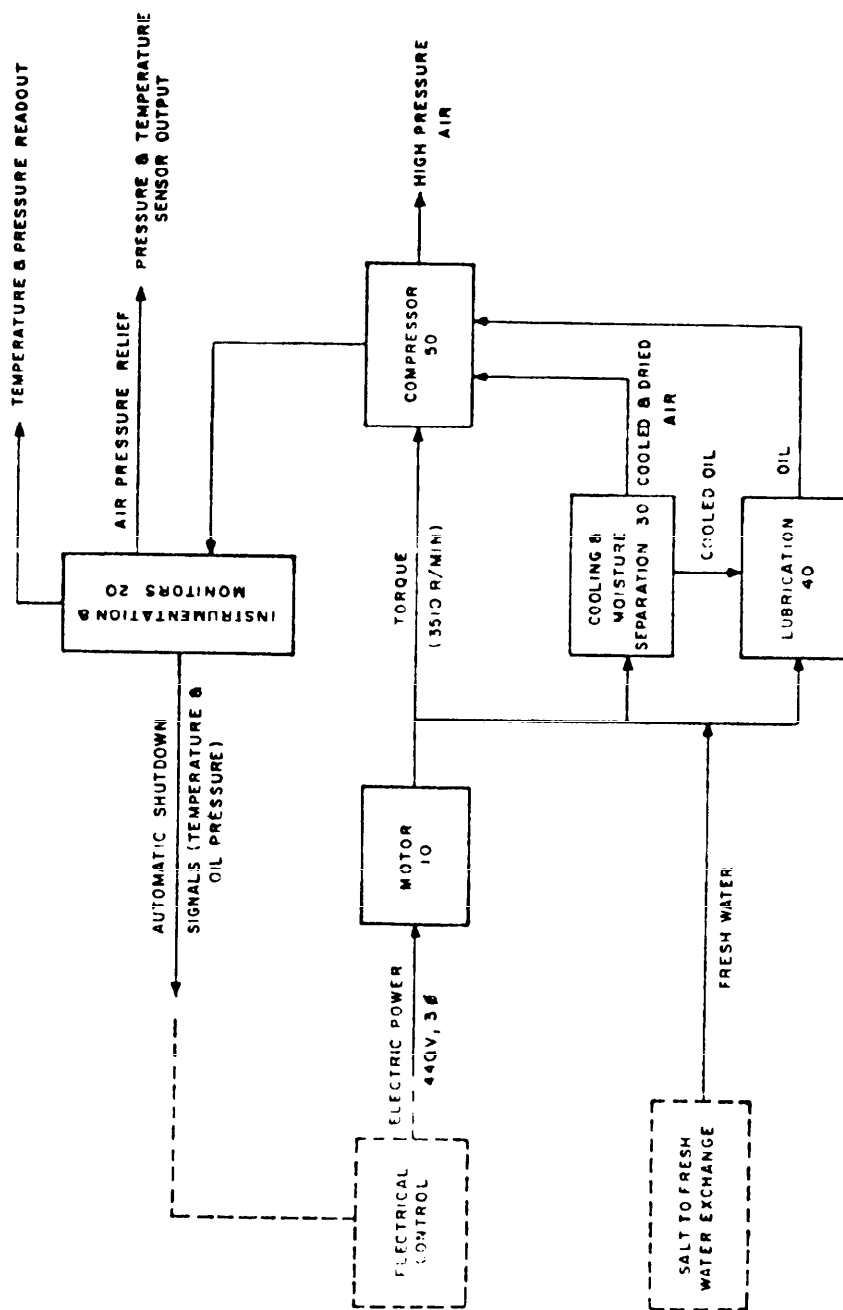 TEMPERATURE & PRESSURE READOUT
AIR PRESSURE RELIEF
PRESSURE & TEMPERATURE
SENSOR OUTPUT
INSTRUMENTATION &
MONITORS 20
AUTOMATIC SHUTDOWN
SIGNALS (TEMPERATURE &
OIL PRESSURE)
ELECTRICAL
CONTROL
ELECTRIC POWER
440V, 3Ø
MOTOR
10
TORQUE
(3510 R/MIN)
COMPRESSOR
50
HIGH PRESSURE
AIR
COOLING &
MOISTURE
SEPARATION 30
COOLED & DRIED
AIR
COOLED OIL
LUBRICATION
40
OIL
SALT TO FRESH
WATER EXCHANGE
FRESH WATER